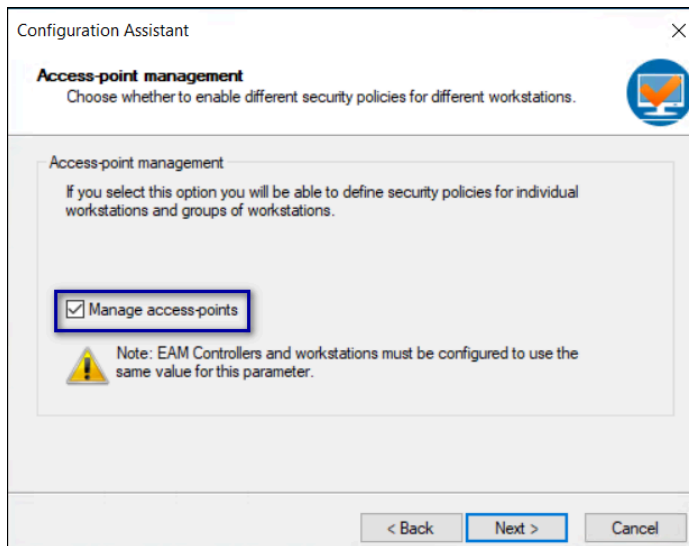 Configuration Assistant
Access-point management
Choose whether to enable different security policies for different workstations.
Access-point management
If you select this option you will be able to define security policies for individual
workstations and groups of workstations.
Manage access-points
Note: EAM Controllers and workstations must be configured to use the
same value for this parameter.
< Back Next > Cancel